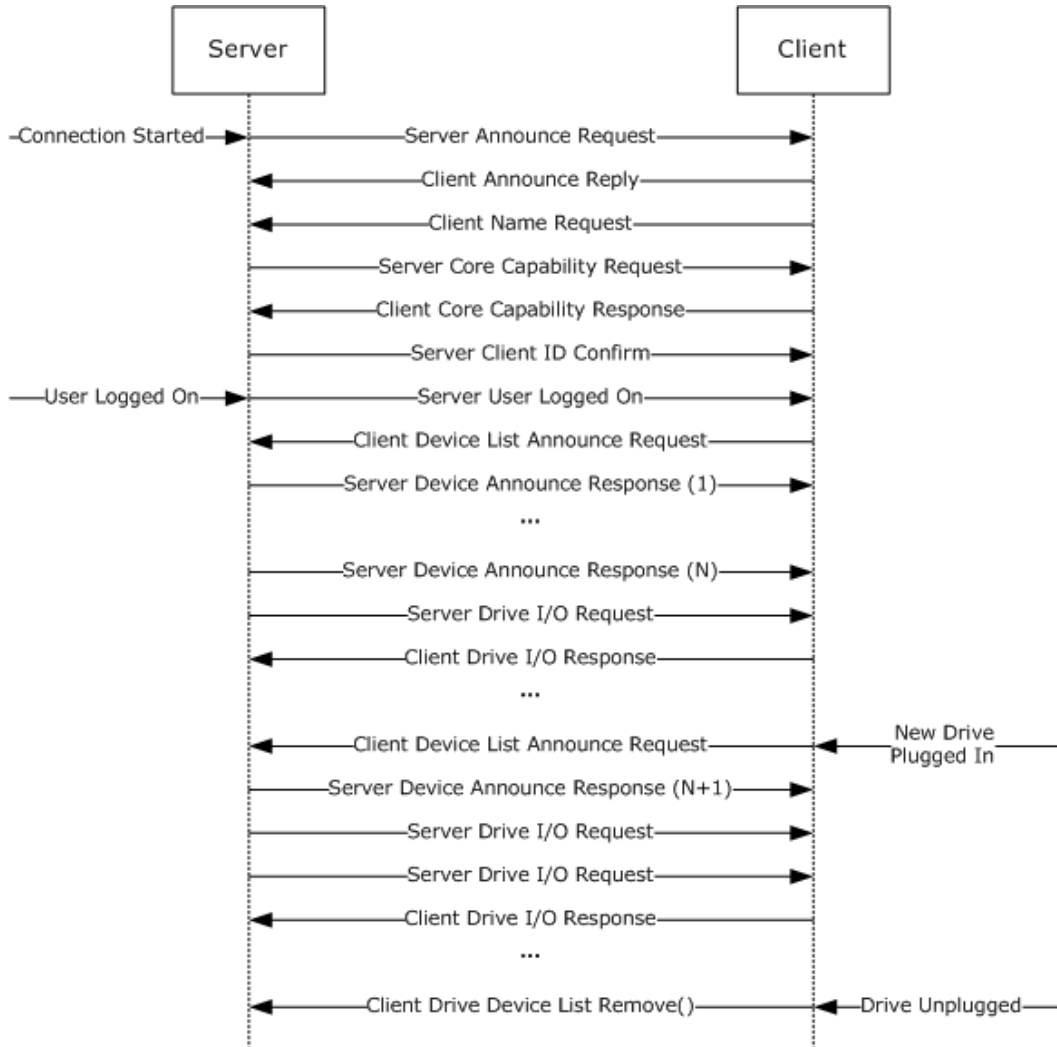 Server
Client
Connection Started
Server Announce Request
Client Announce Reply
Client Name Request
Server Core Capability Request
Client Core Capability Response
Server Client ID Confirm
User Logged On
Server User Logged On
Client Device List Announce Request
Server Device Announce Response (1)
...
Server Device Announce Response (N)
Server Drive I/O Request
Client Drive I/O Response
...
Client Device List Announce Request
New Drive
Plugged In
Server Device Announce Response (N+1)
Server Drive I/O Request
Server Drive I/O Request
Client Drive I/O Response
...
Client Drive Device List Remove()
Drive Unplugged